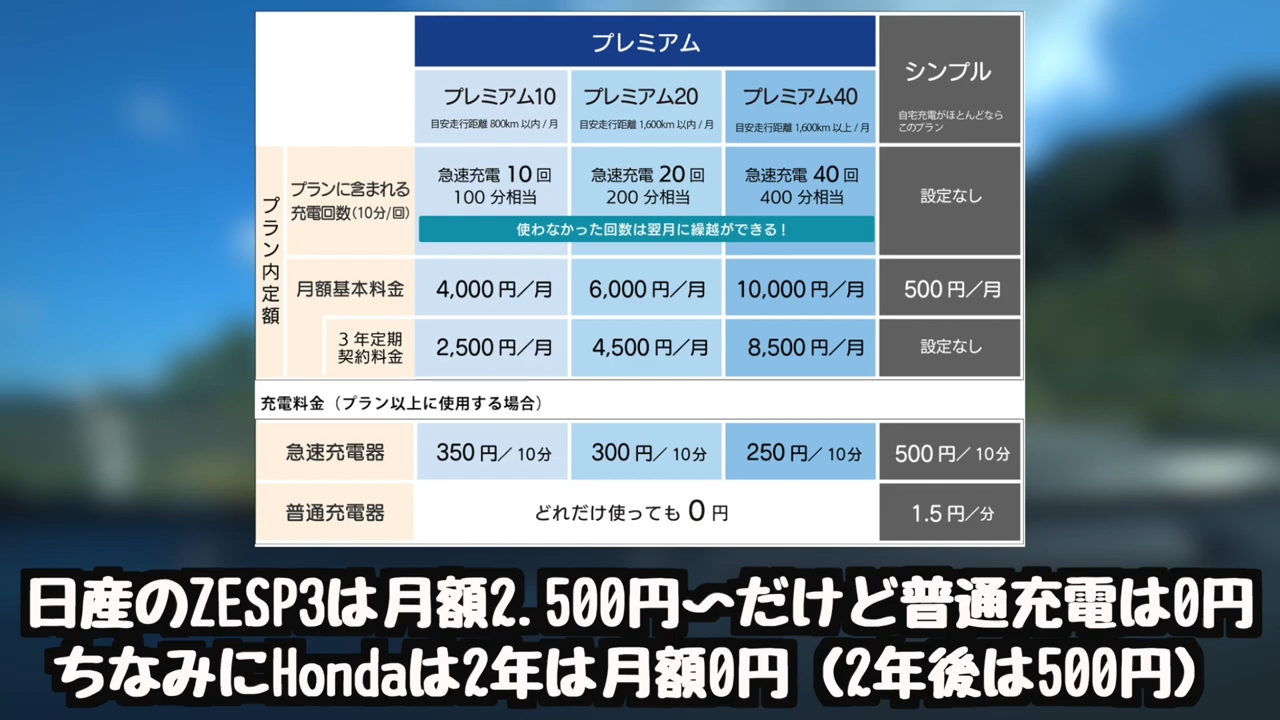 プレミアム
シンプル
自宅充電がほとんどなら
このプラン
プレミアム10 プレミアム20 プレミアム40
目安走行距離 800km 以内 / 月 目安走行距離 1,600km 以内 / 月 目安走行距離 1,600km 以上 / 月
プラン内定額
プランに含まれる
充電回数(10分/回)
急速充電 10 回 急速充電 20 回 急速充電 40 回
100 分相当 200 分相当 400 分相当
設定なし
使わなかった回数は翌月に繰越ができる!
月額基本料金 4,000 円/月 6,000 円/月 10,000 円/月 500 円/月
3 年定期
契約料金
2,500 円/月 4,500 円/月 8,500 円/月 設定なし
充電料金(プラン以上に使用する場合)
急速充電器 350 円/ 10分 300 円/ 10分 250 円/ 10分 500 円/ 10分
普通充電器 どれだけ使っても 0 円 1.5 円/分
日産のZESP3は月額2.500円〜だけど普通充電は0円
ちなみにHondaは2年は月額0円(2年後は500円)